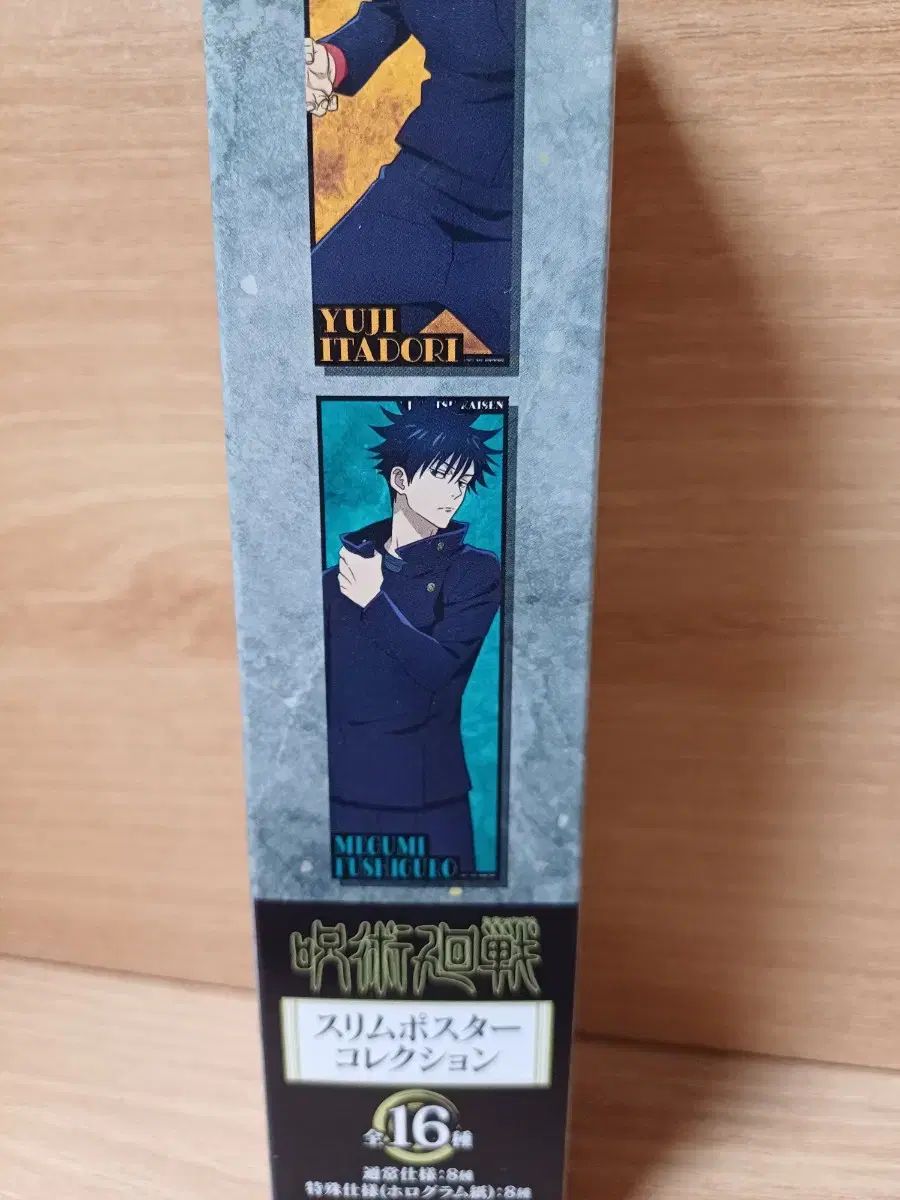 YUJI
ITADORI
KAISEN
MEGUMI
FUSHIGURO
呪術廻戦
スリムポスター
コレクション
全16種
通常仕様:8種
特殊仕様(ホログラム紙):8種